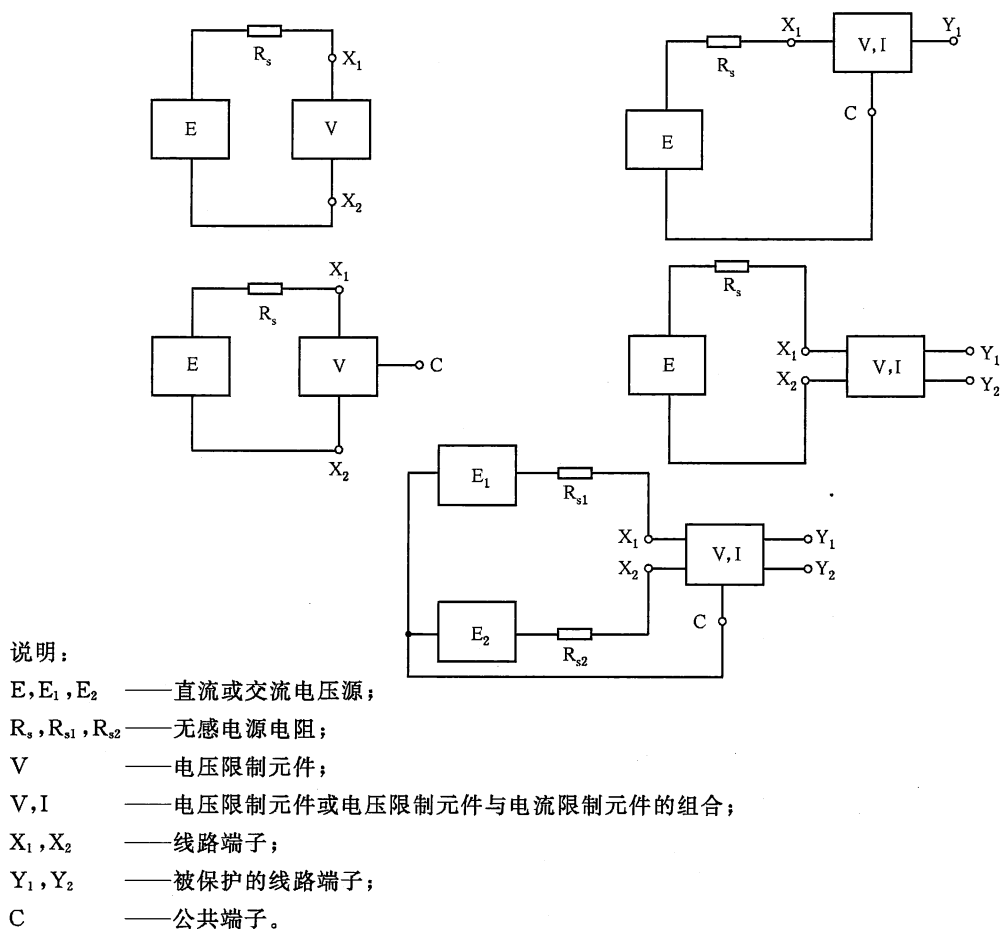 Rₛ
X₁
E
V
X₂
X₁
Y₁
V,I
Rₛ
C
E
X₁
Rₛ
E
V
C
X₂
Rₛ
X₁
E
V,I
Y₁
X₂
Y₂
E₁
Rₛ₁
X₁
Y₁
V,I
X₂
Y₂
C
E₂
Rₛ₂
说明：
E,E₁,E₂ ——直流或交流电压源；
Rₛ,Rₛ₁,Rₛ₂——无感电源电阻；
V ——电压限制元件；
V,I ——电压限制元件或电压限制元件与电流限制元件的组合；
X₁,X₂ ——线路端子；
Y₁,Y₂ ——被保护的线路端子；
C ——公共端子。